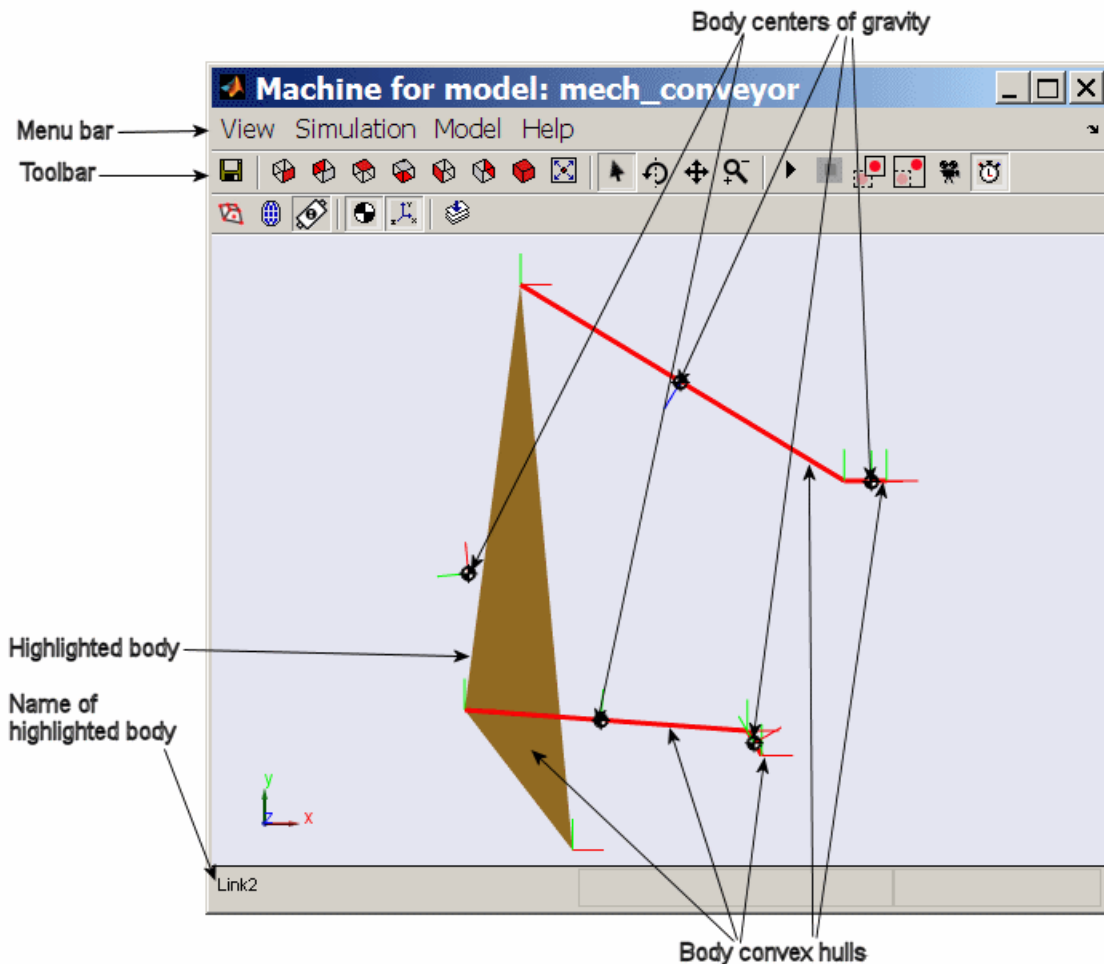 Body centers of gravity
Machine for model: mech_conveyor
Menu bar
View Simulation Model Help
Toolbar
Highlighted body
Name of
highlighted body
y
z x
Link2
Body convex hulls